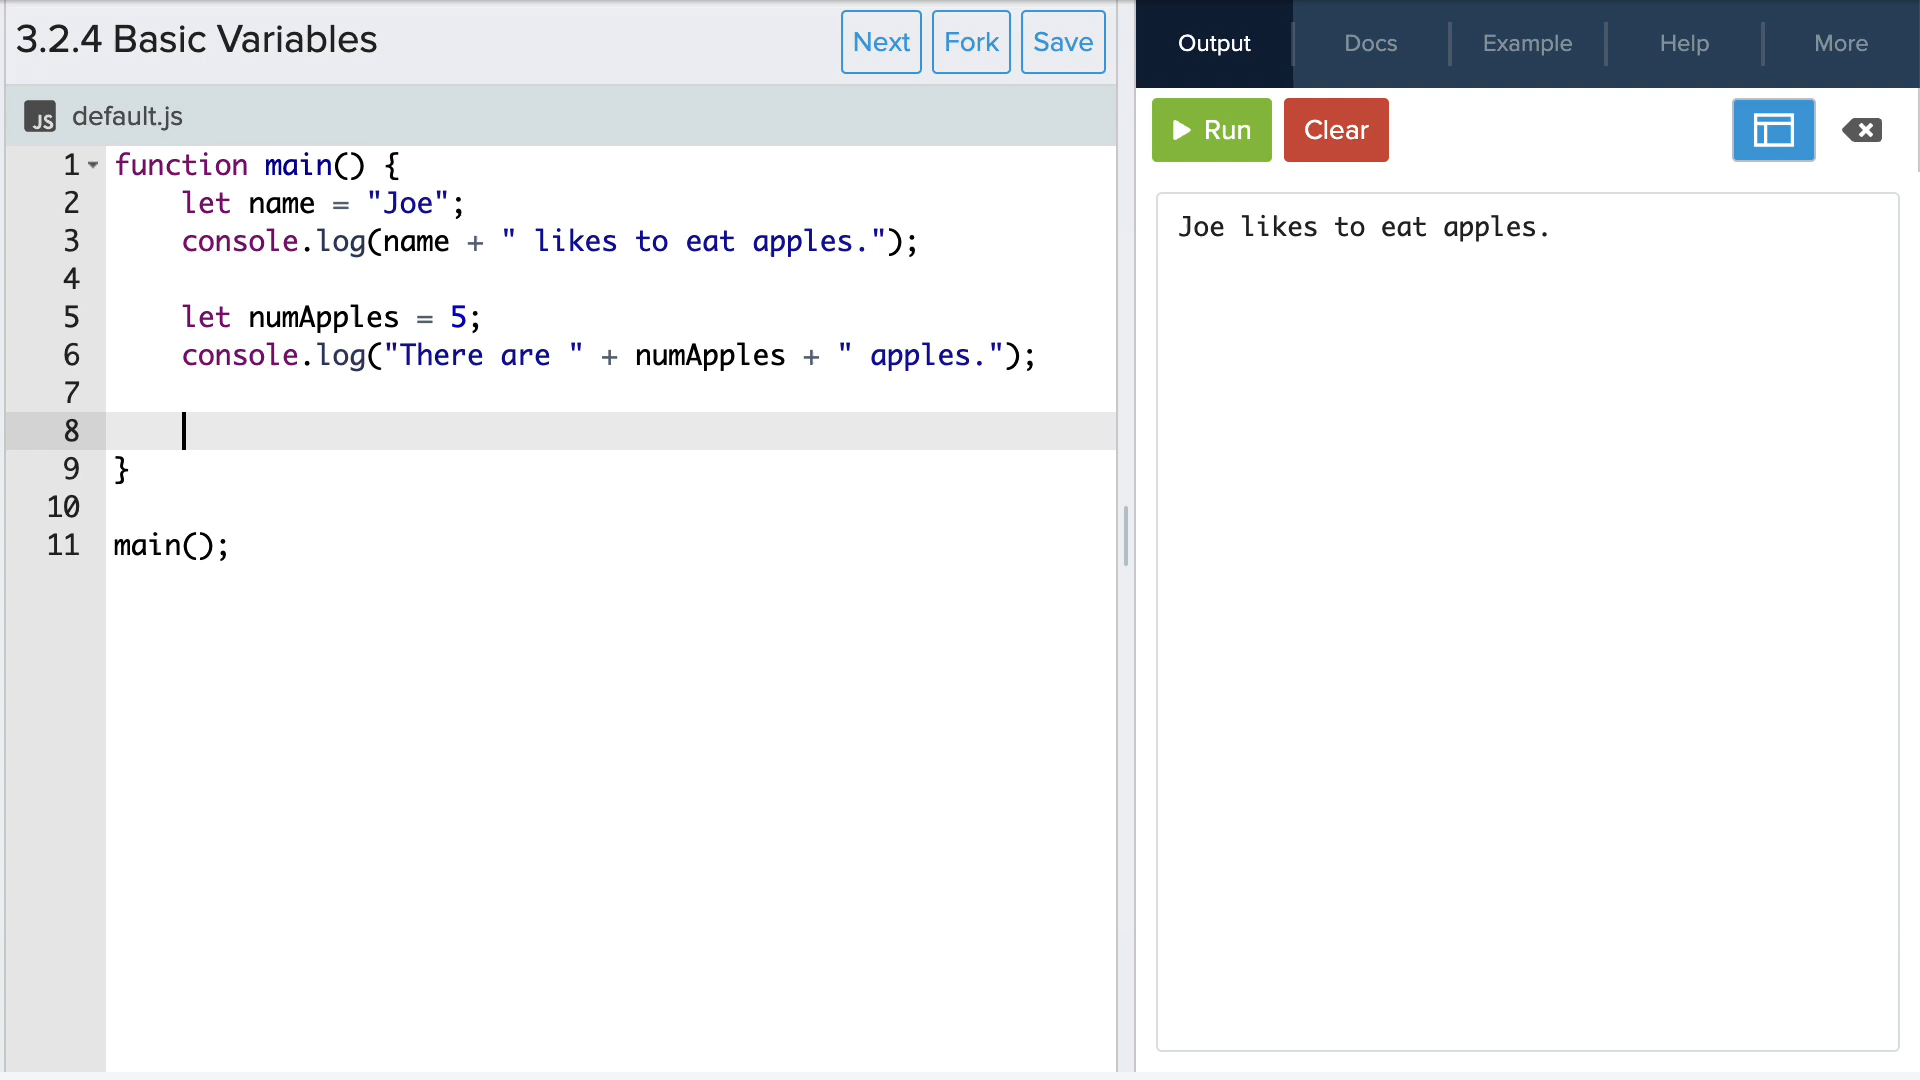 3.2.4 Basic Variables
Next
Fork
Save
Output
Docs
Example
Help
More
JS default.js
Run
Clear
1 function main() {
2     let name = "Joe";
3     console.log(name + " likes to eat apples.");
4
5     let numApples = 5;
6     console.log("There are " + numApples + " apples.");
7
8
9 }
10
11 main();
Joe likes to eat apples.